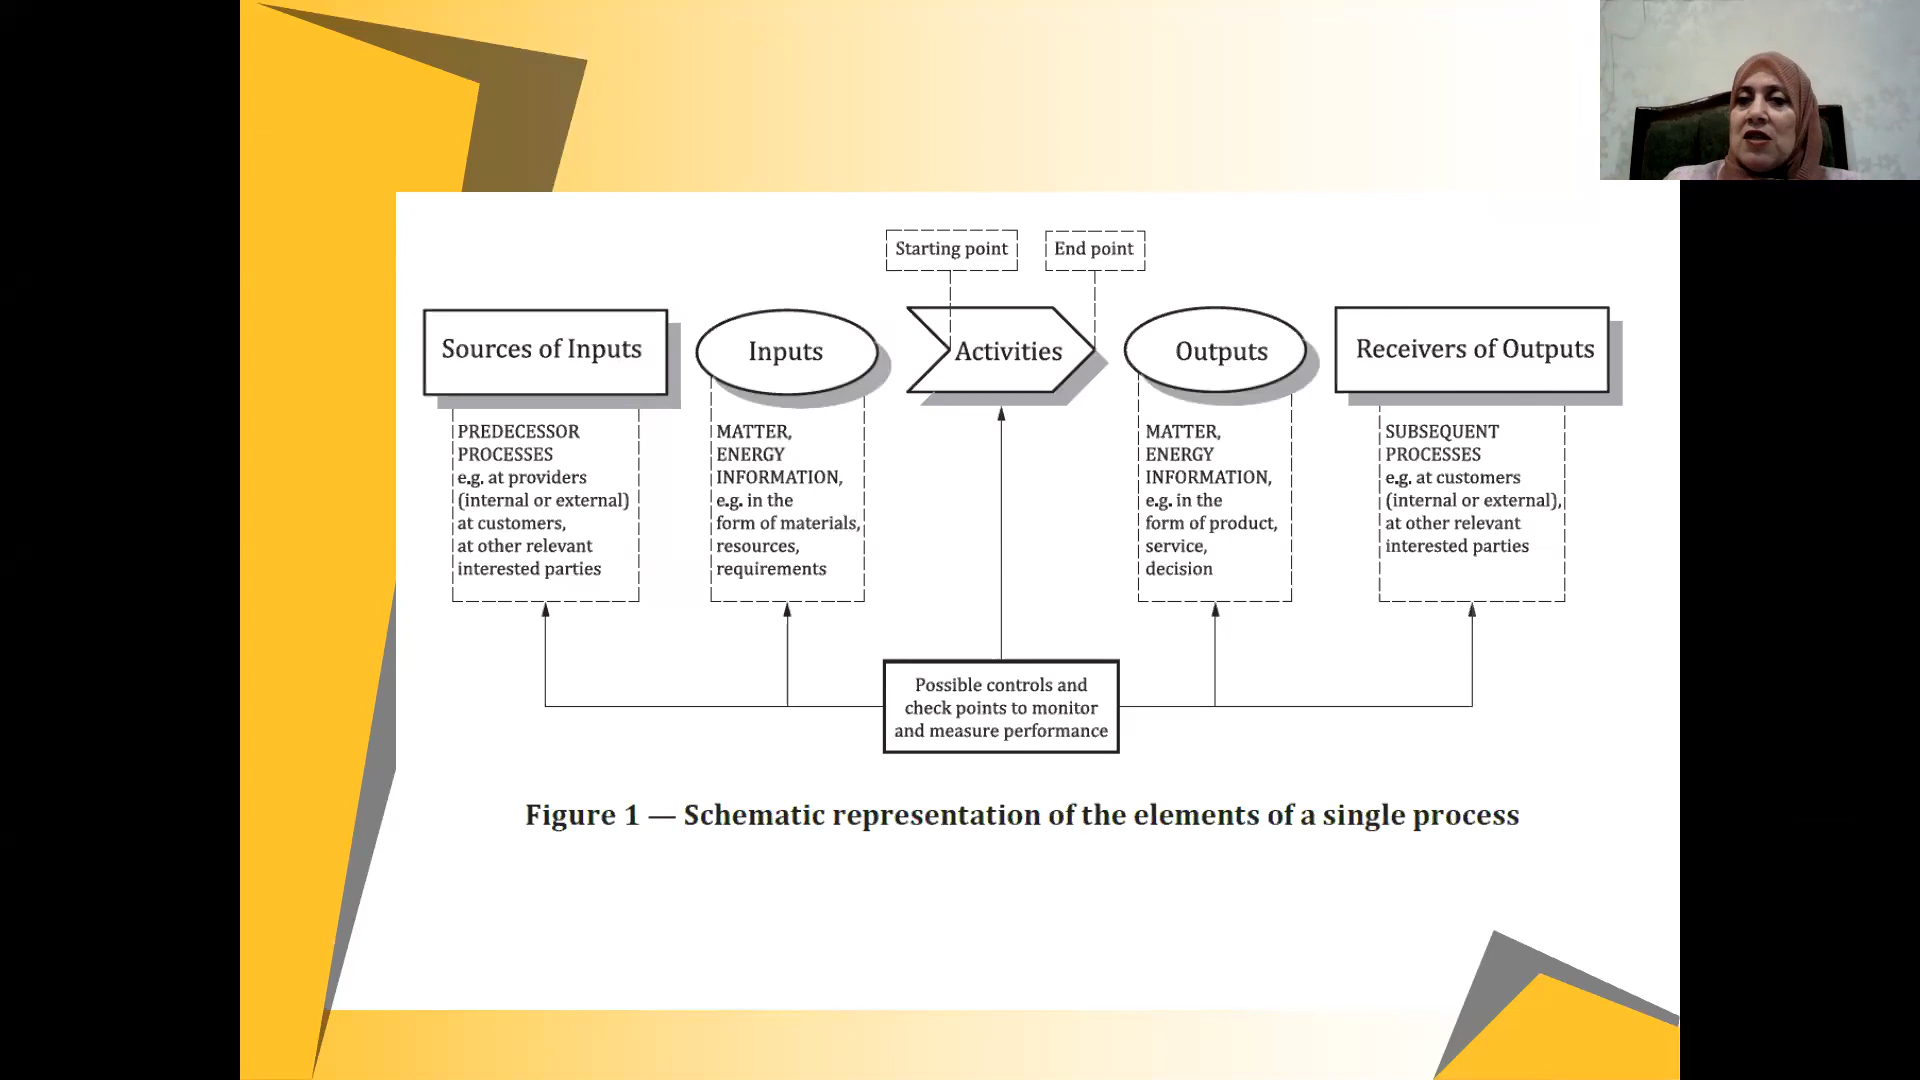 Starting point
End point
Sources of Inputs
Inputs
Activities
Outputs
Receivers of Outputs
PREDECESSOR
PROCESSES
e.g. at providers
(internal or external)
at customers,
at other relevant
interested parties
MATTER,
ENERGY
INFORMATION,
e.g. in the
form of materials,
resources,
requirements
MATTER,
ENERGY
INFORMATION,
e.g. in the
form of product,
service,
decision
SUBSEQUENT
PROCESSES
e.g. at customers
(internal or external),
at other relevant
interested parties
Possible controls and
check points to monitor
and measure performance
Figure 1 — Schematic representation of the elements of a single process